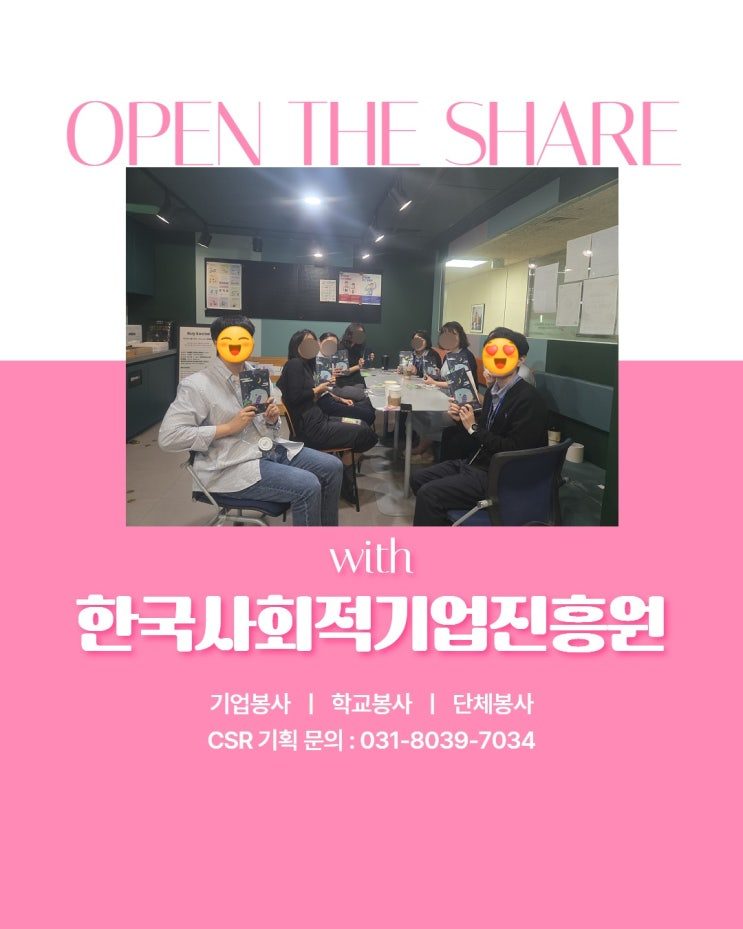 OPEN THE SHARE
with
한국사회적기업진흥원
기업봉사 | 학교봉사 | 단체봉사
CSR 기획 문의 : 031-8039-7034